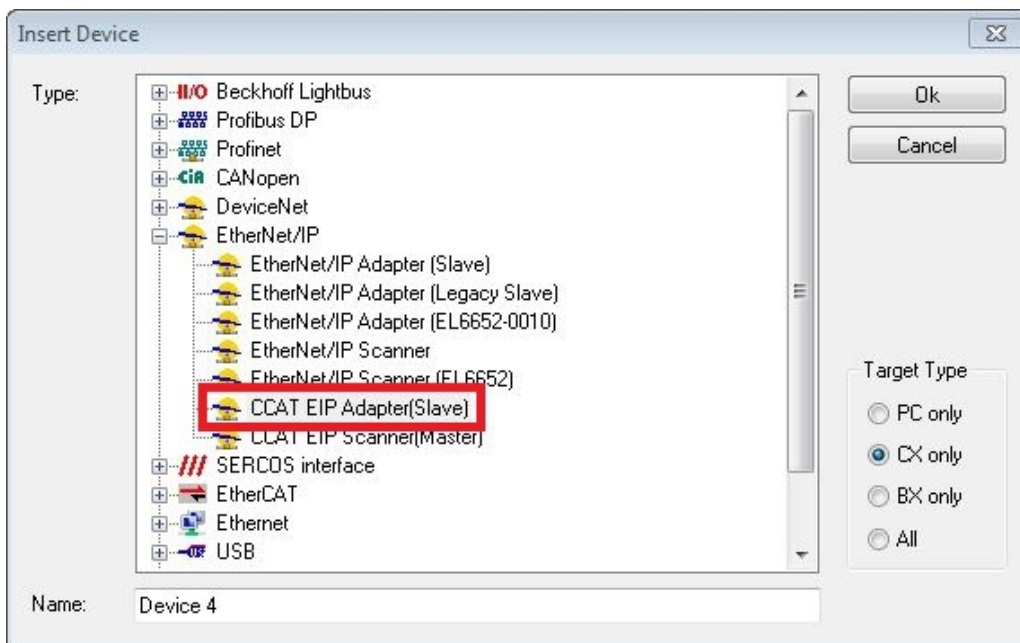 Insert Device
Type:
II/O Beckhoff Lightbus
Profibus DP
Profinet
CiA CANopen
DeviceNet
EtherNet/IP
EtherNet/IP Adapter (Slave)
EtherNet/IP Adapter (Legacy Slave)
EtherNet/IP Adapter (EL6652-0010)
EtherNet/IP Scanner
EtherNet/IP Scanner (EL6652)
CCAT EIP Adapter(Slave)
CCAT EIP Scanner(Master)
SERCOS interface
EtherCAT
Ethernet
USB
Ok
Cancel
Target Type
PC only
CX only
BX only
All
Name:
Device 4